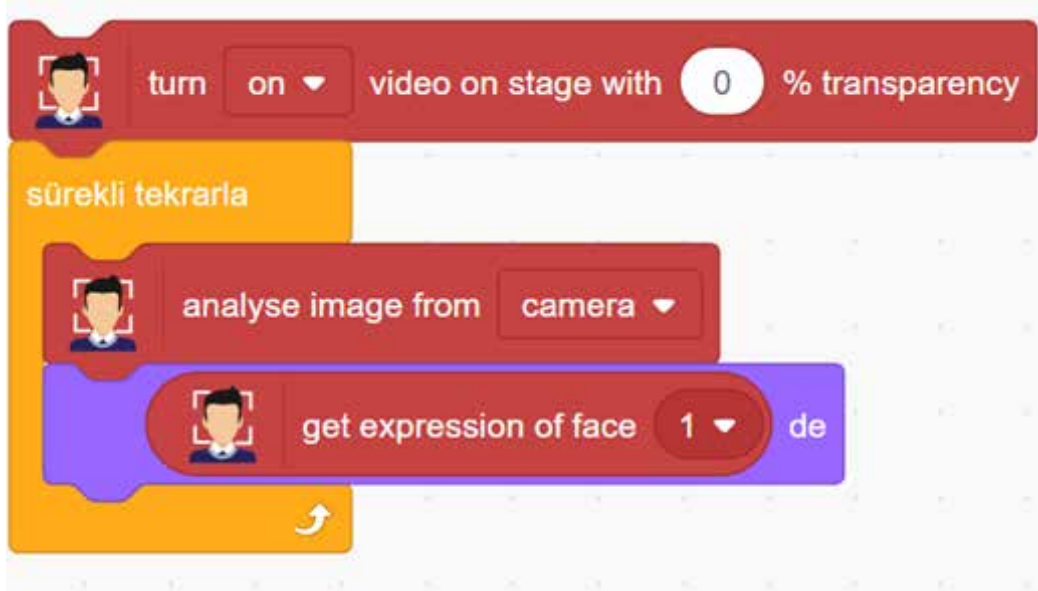 turn on video on stage with 0 % transparency
sürekli tekrarla
analyse image from camera
get expression of face 1 de